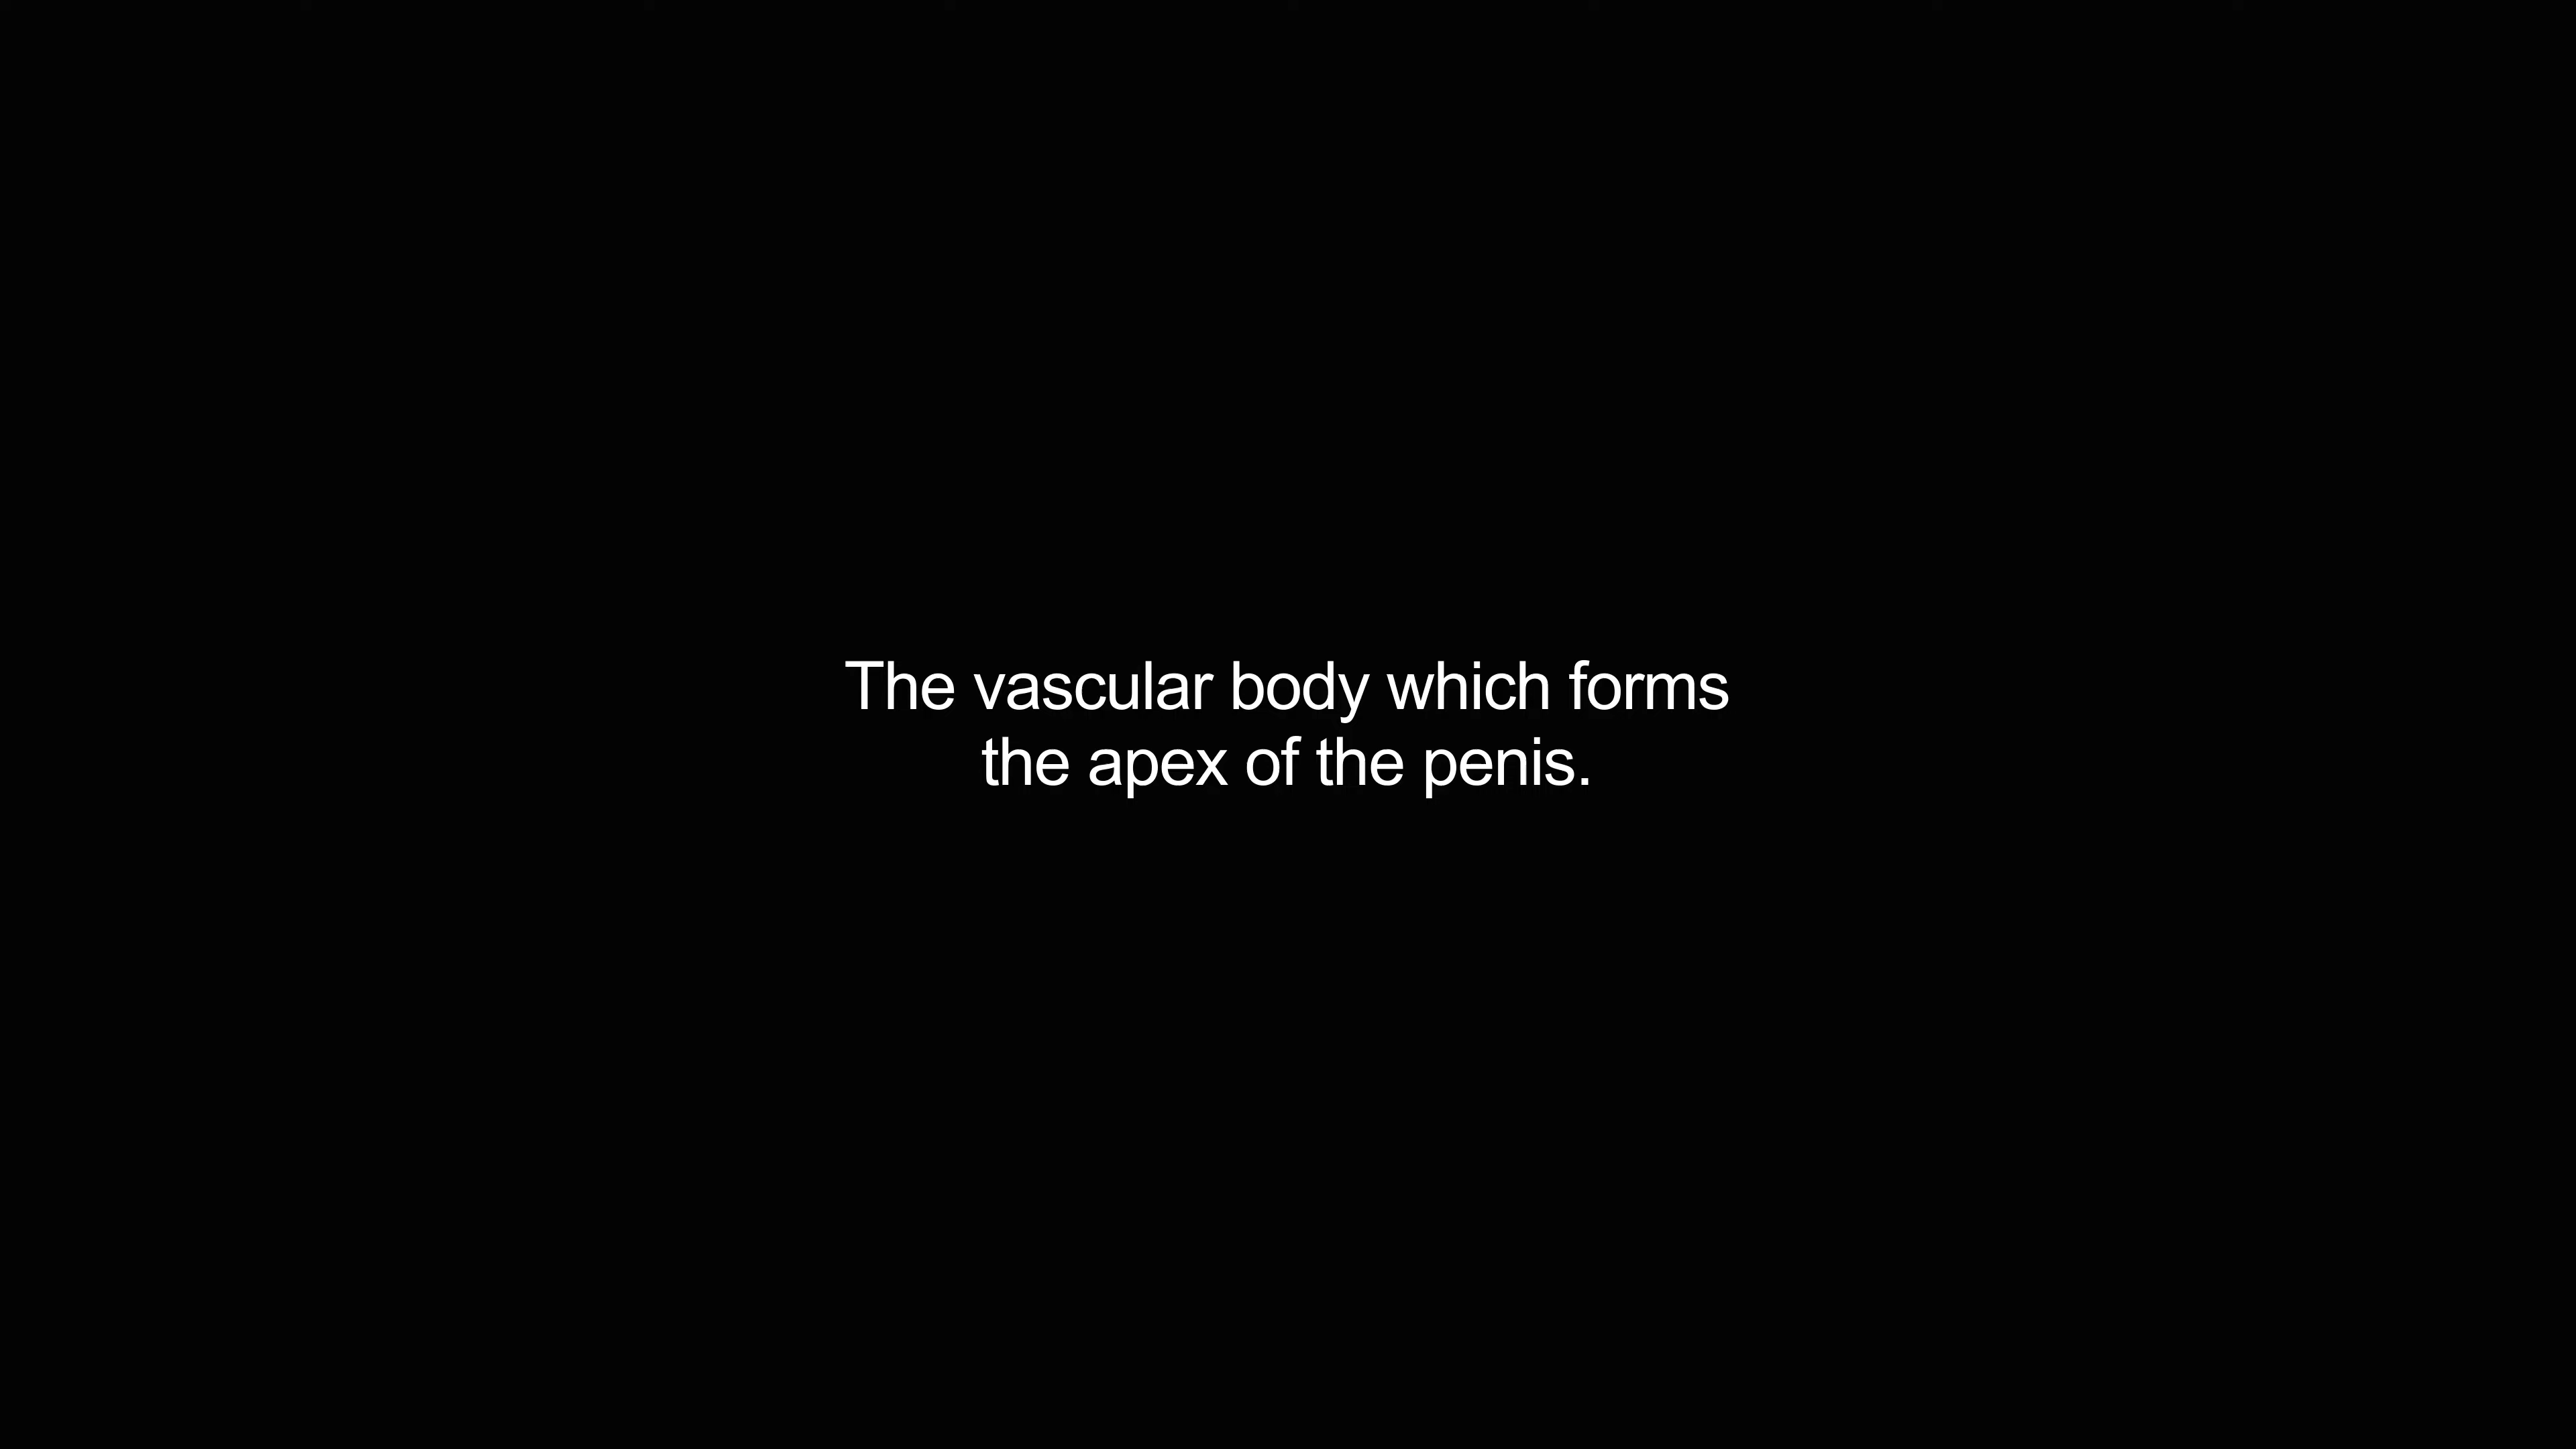 The vascular body which forms
the apex of the penis.